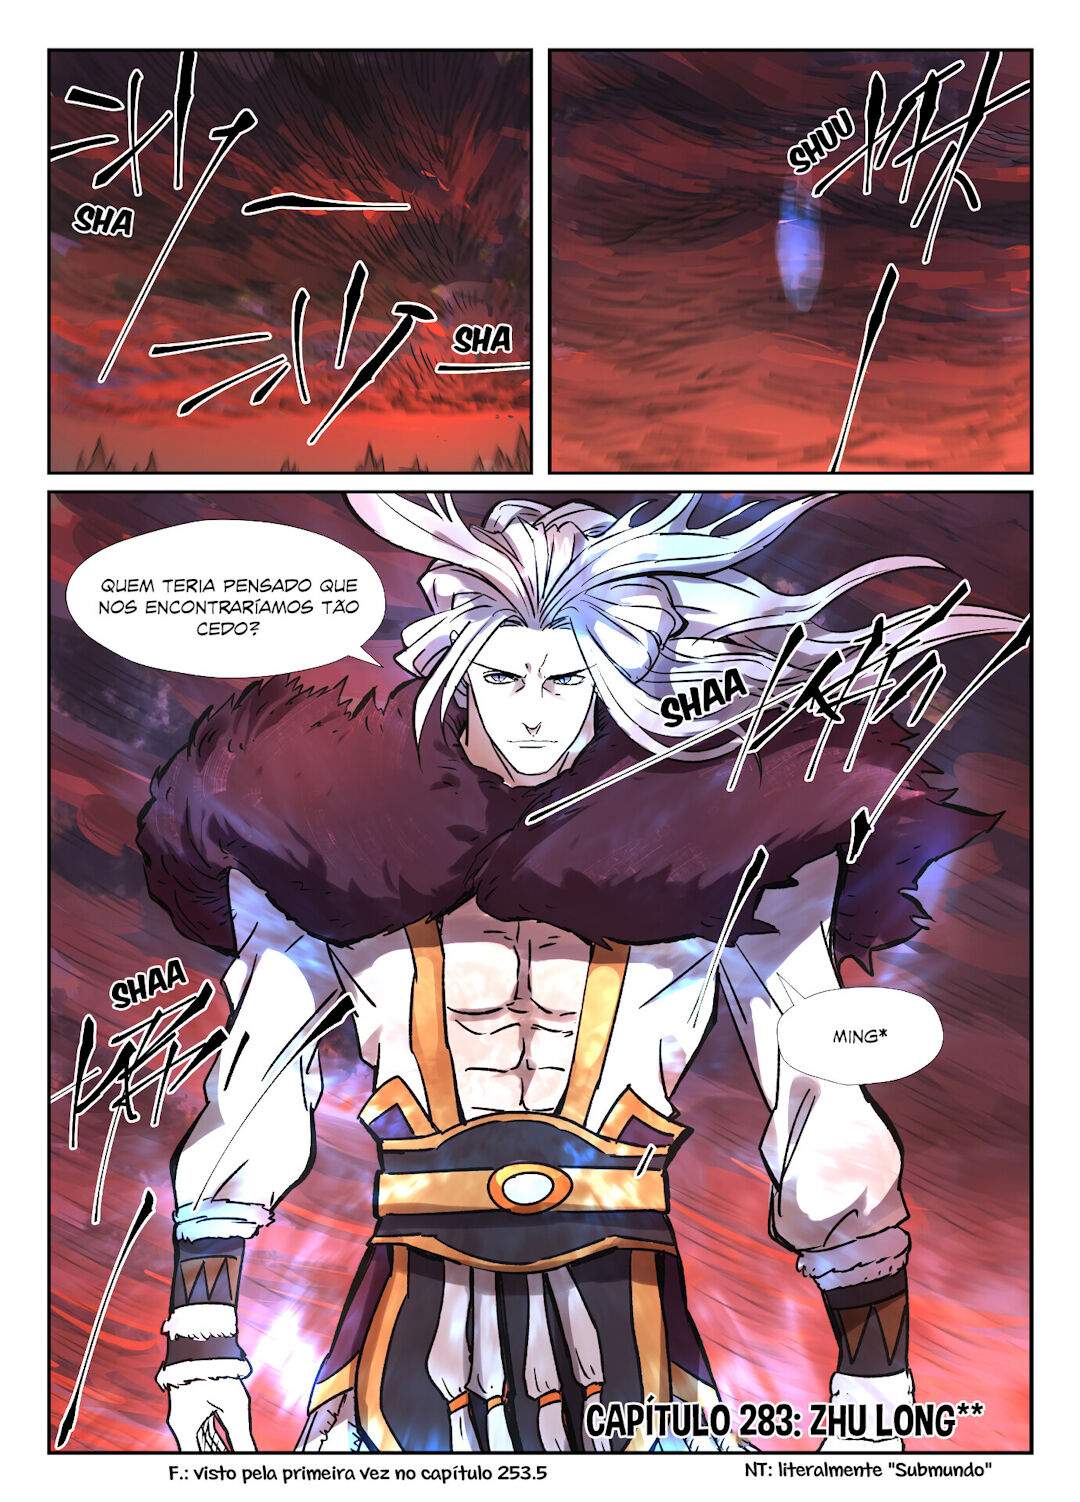 SHA
SHA
SHUU
QUEM TERIA PENSADO QUE
NOS ENCONTRARÍAMOS TÃO
CEDO?
SHAA
SHAA
MING*
CAPÍTULO 283: ZHU LONG**
F.: visto pela primeira vez no capítulo 253.5
NT: literalmente "Submundo"